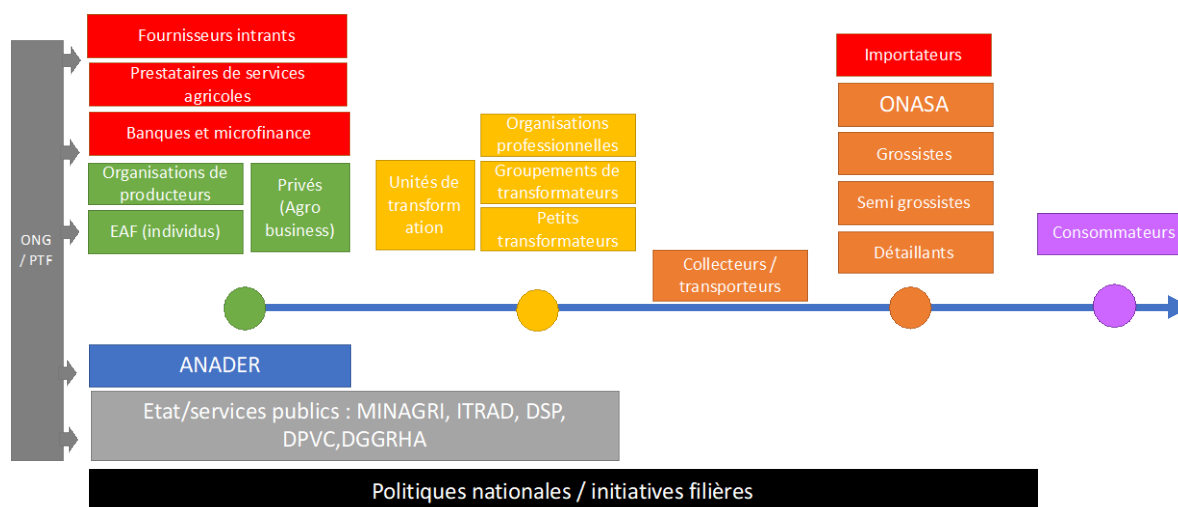 ONG
/ PTF
Fournisseurs intrants
Prestataires de services
agricoles
Banques et microfinance
Organisations de
producteurs
EAF (individus)
Privés
(Agro
business)
Unités de
transform
ation
Organisations
professionnelles
Groupements de
transformateurs
Petits
transformateurs
Collecteurs /
transporteurs
Importateurs
ONASA
Grossistes
Semi grossistes
Détaillants
Consommateurs
ANADER
Etat/services publics : MINAGRI, ITRAD, DSP,
DPVC,DGGRHA
Politiques nationales / initiatives filières